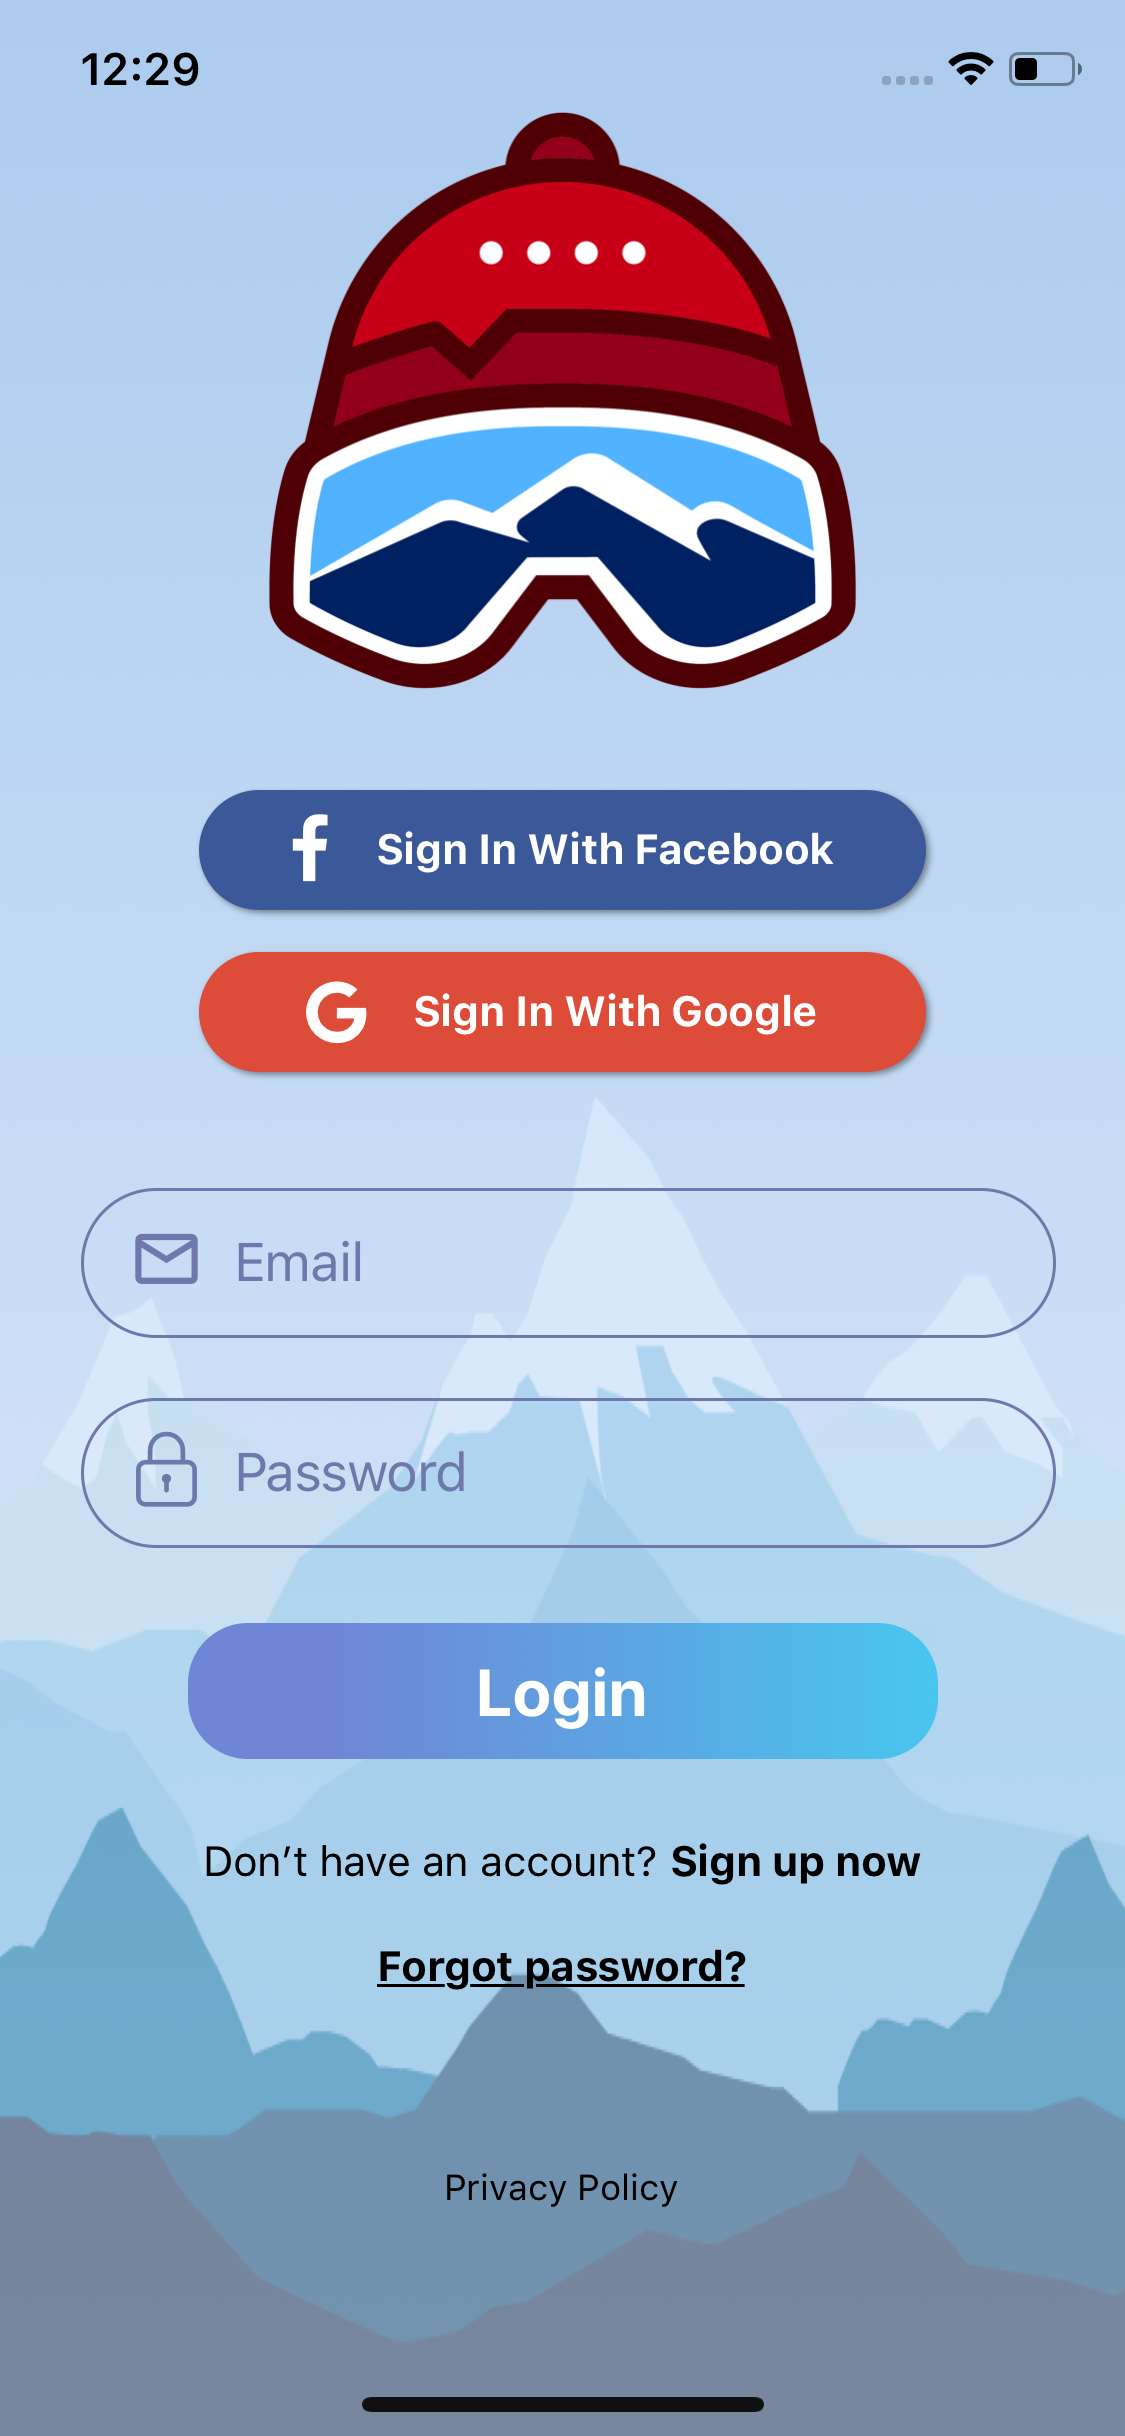 12:29
Sign In With Facebook
Sign In With Google
Email
Password
Login
Don’t have an account? Sign up now
Forgot password?
Privacy Policy